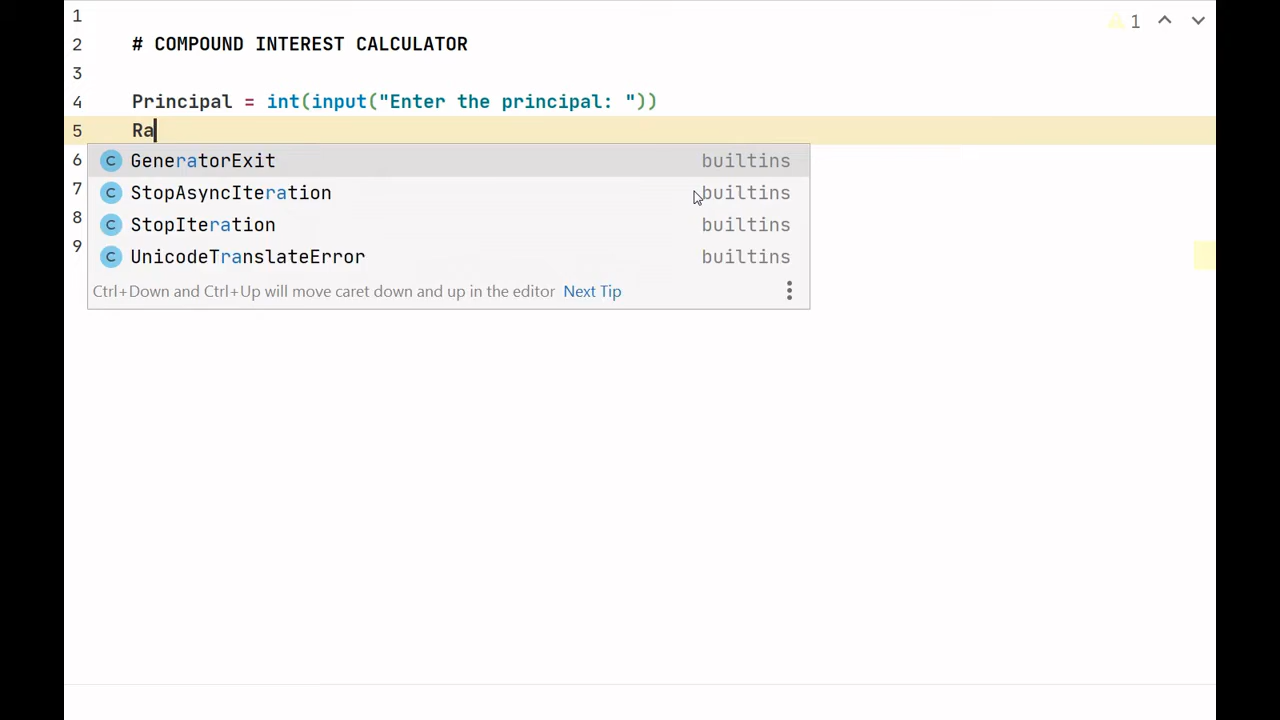 1
1
2 # COMPOUND INTEREST CALCULATOR
3
4 Principal = int(input("Enter the principal: "))
5 Ra
6 C GeneratorExit builtins
7 C StopAsyncIteration builtins
8 C StopIteration builtins
9 C UnicodeTranslateError builtins
Ctrl+Down and Ctrl+Up will move caret down and up in the editor Next Tip